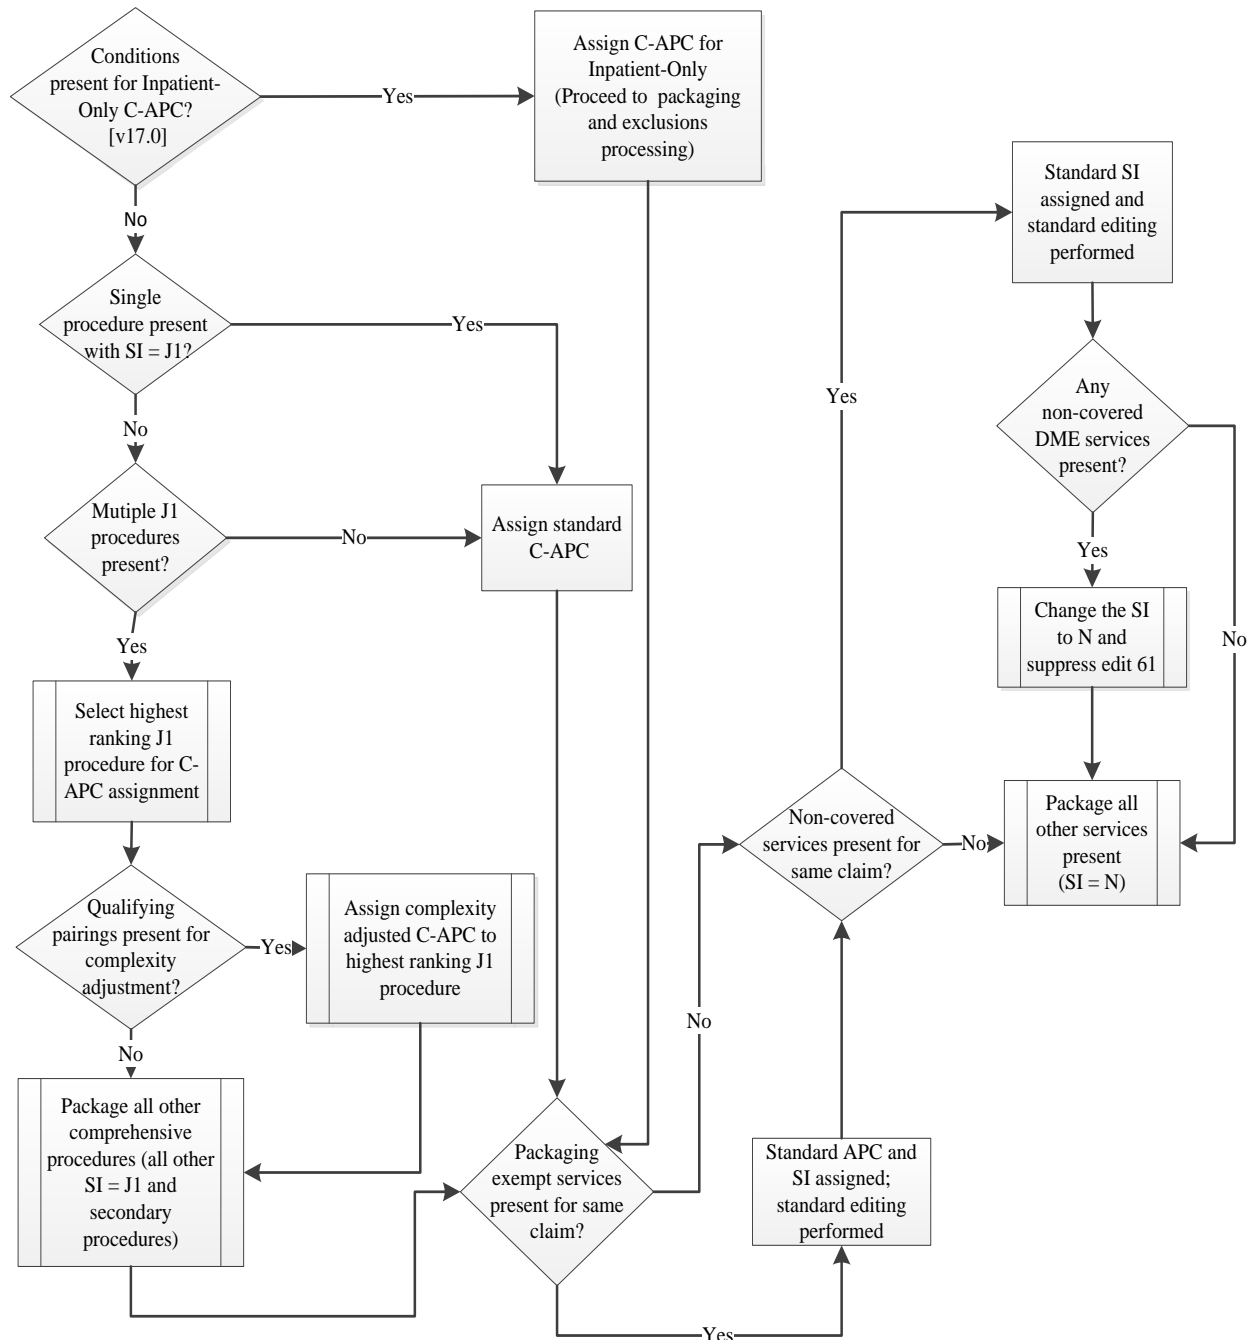 Conditions
present for Inpatient-
Only C-APC?
[v17.0]
Yes
Assign C-APC for
Inpatient-Only
(Proceed to packaging
and exclusions
processing)
No
Single
procedure present
with SI = J1?
Yes
No
Mutiple J1
procedures
present?
No
Assign standard
C-APC
Yes
Select highest
ranking J1
procedure for C-
APC assignment
Qualifying
pairings present for
complexity
adjustment?
Yes
Assign complexity
adjusted C-APC to
highest ranking J1
procedure
No
Package all other
comprehensive
procedures (all other
SI = J1 and
secondary
procedures)
Packaging
exempt services
present for same
claim?
No
Yes
Standard APC and
SI assigned;
standard editing
performed
Non-covered
services present for
same claim?
Yes
No
Standard SI
assigned and
standard editing
performed
Any
non-covered
DME services
present?
Yes
No
Change the SI
to N and
suppress edit 61
Package all
other services
present
(SI = N)